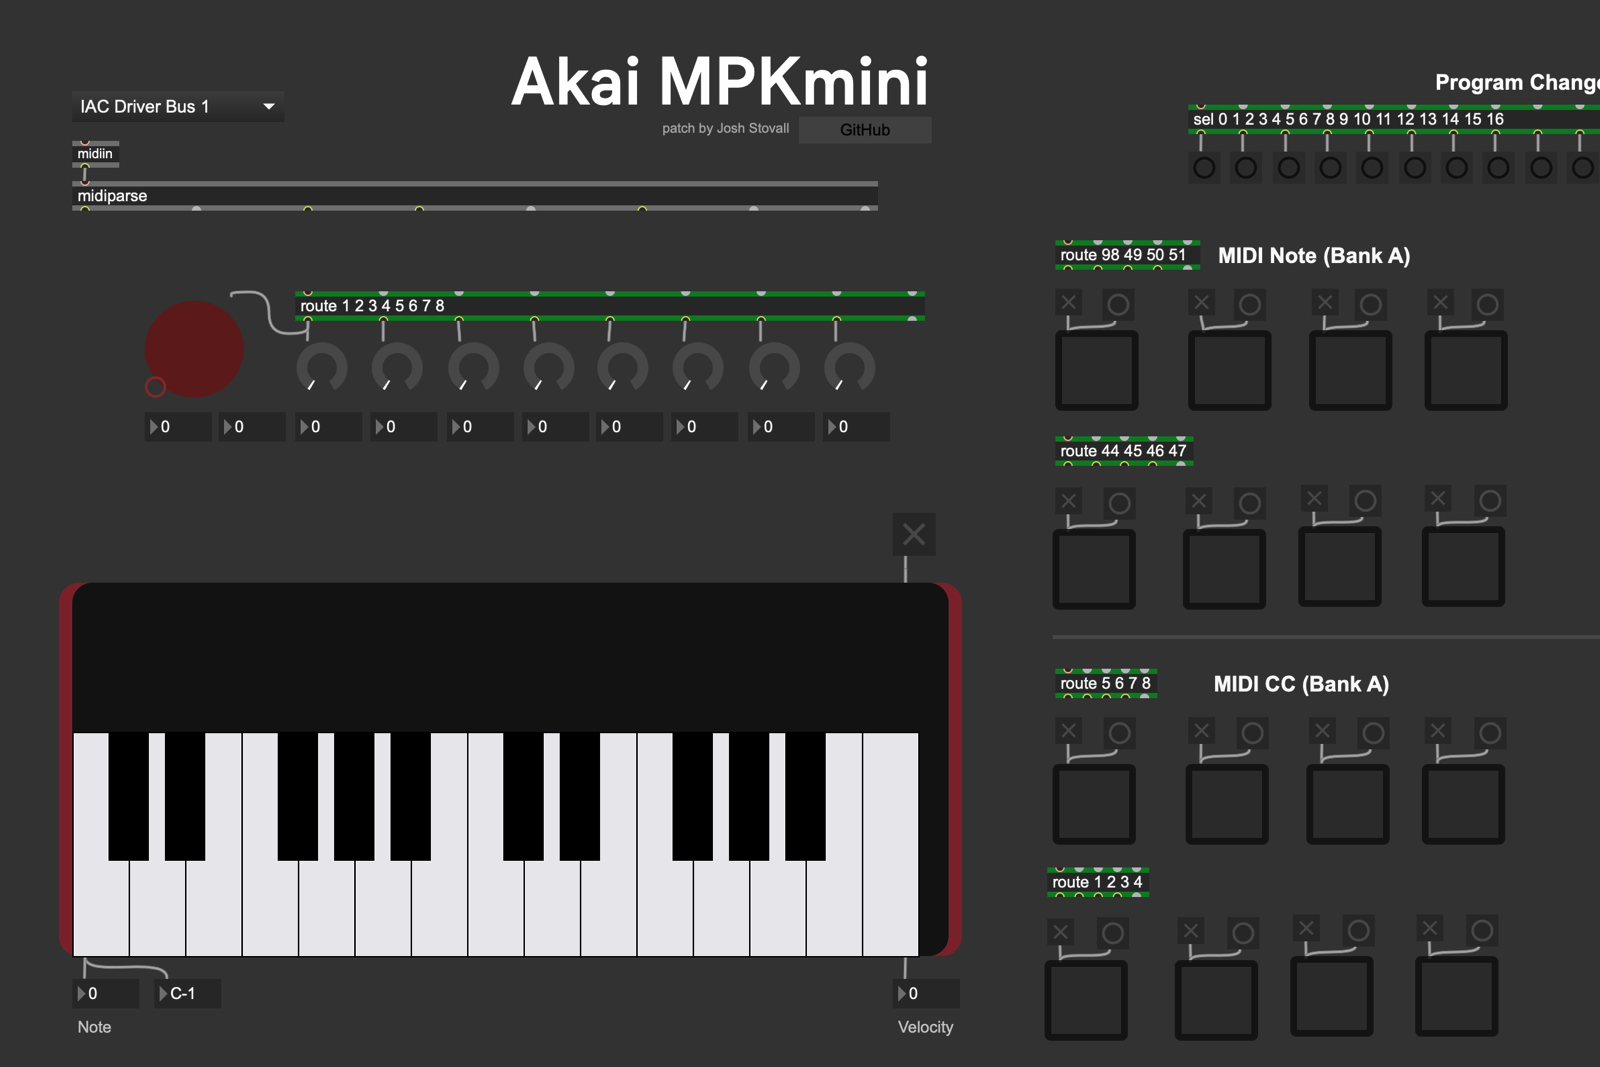 Akai MPKmini
patch by Josh Stovall
GitHub
IAC Driver Bus 1
midiin
midiparse
route 1 2 3 4 5 6 7 8
0
0
0
0
0
0
0
0
0
0
0
C-1
0
Note
Velocity
Program Change
sel 0 1 2 3 4 5 6 7 8 9 10 11 12 13 14 15 16
route 98 49 50 51
MIDI Note (Bank A)
route 44 45 46 47
route 5 6 7 8
MIDI CC (Bank A)
route 1 2 3 4